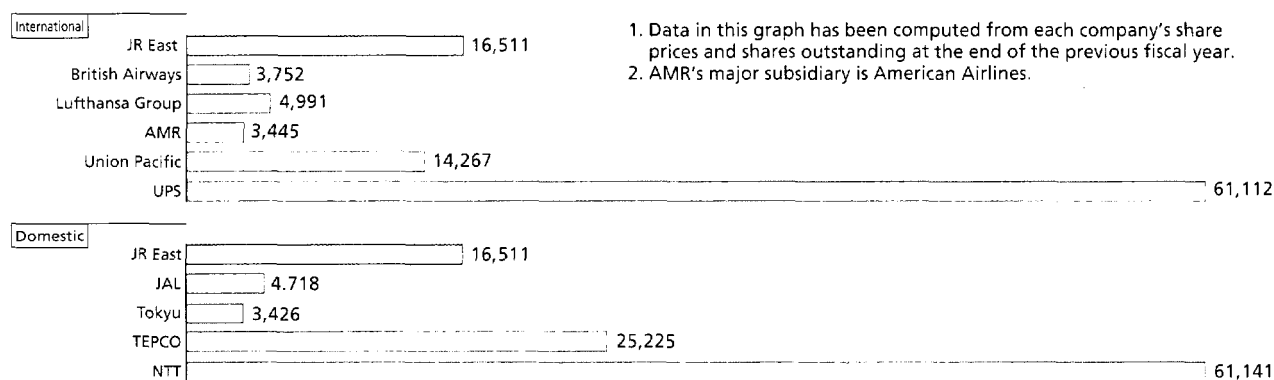 International
JR East 16,511
British Airways 3,752
Lufthansa Group 4,991
AMR 3,445
Union Pacific 14,267
UPS 61,112
1. Data in this graph has been computed from each company's share
prices and shares outstanding at the end of the previous fiscal year.
2. AMR's major subsidiary is American Airlines.
Domestic
JR East 16,511
JAL 4.718
Tokyu 3,426
TEPCO 25,225
NTT 61,141